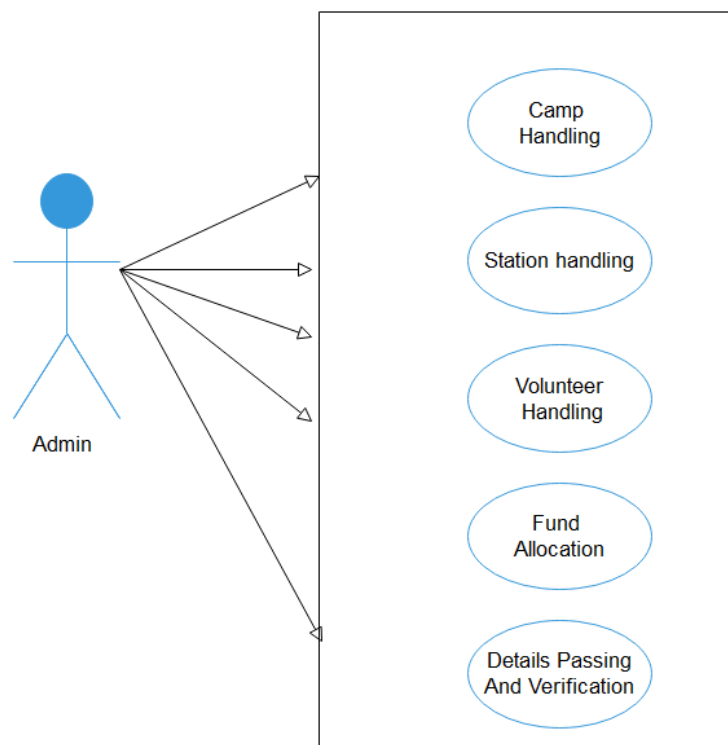 Camp
Handling
Station handling
Volunteer
Handling
Admin
Fund
Allocation
Details Passing
And Verification